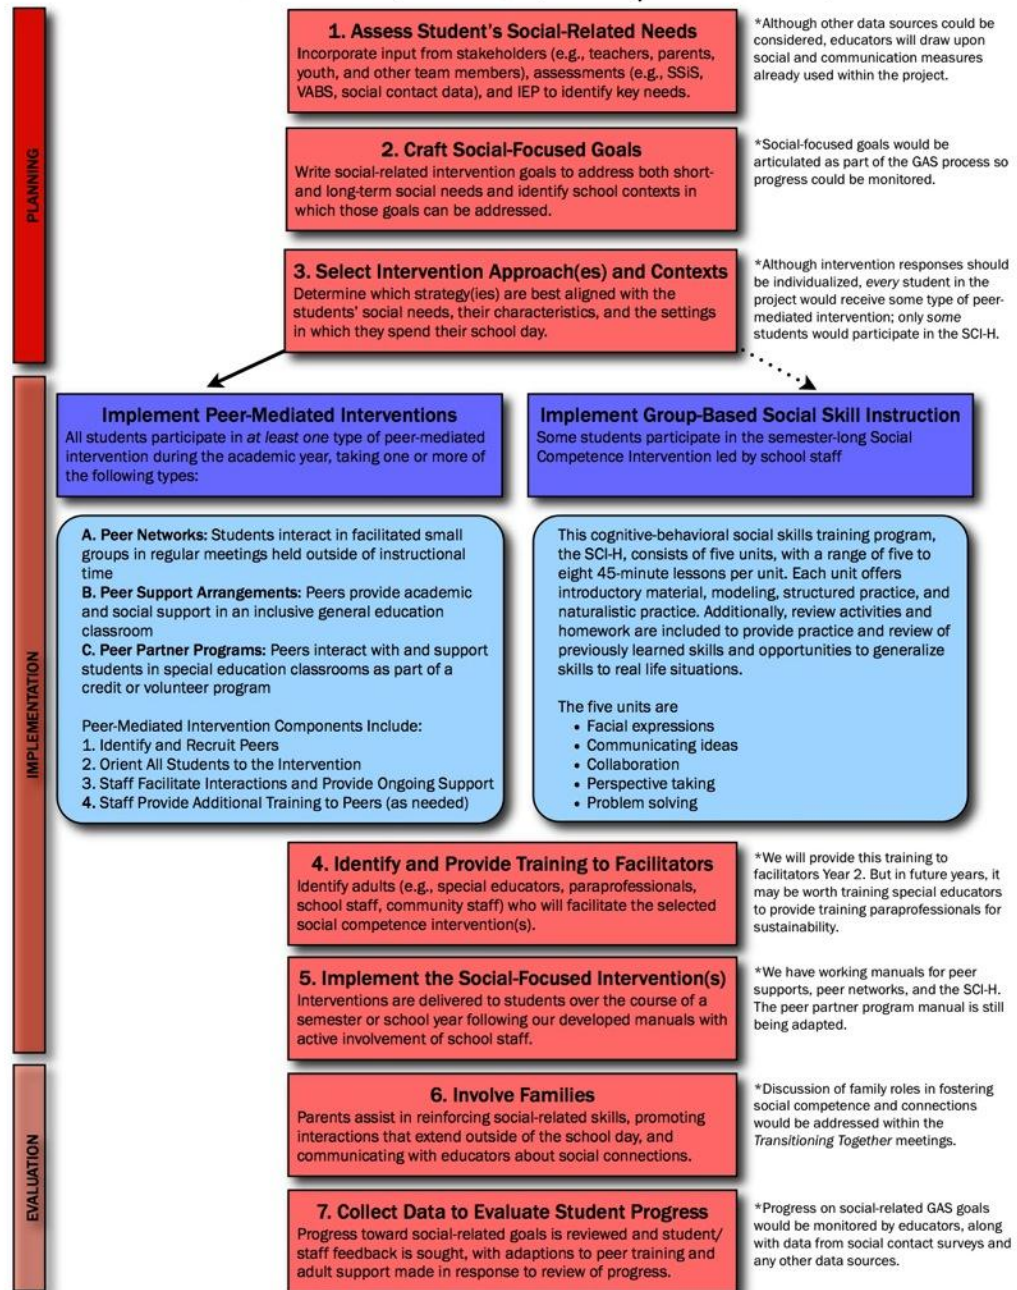 PLANNING
1. Assess Student's Social-Related Needs
Incorporate input from stakeholders (e.g., teachers, parents,
youth, and other team members), assessments (e.g., SSiS,
VABS, social contact data), and IEP to identify key needs.
*Although other data sources could be
considered, educators will draw upon
social and communication measures
already used within the project.
2. Craft Social-Focused Goals
Write social-related intervention goals to address both short-
and long-term social needs and identify school contexts in
which those goals can be addressed.
*Social-focused goals would be
articulated as part of the GAS process so
progress could be monitored.
3. Select Intervention Approach(es) and Contexts
Determine which strategy(ies) are best aligned with the
students' social needs, their characteristics, and the settings
in which they spend their school day.
*Although intervention responses should
be individualized, every student in the
project would receive some type of peer-
mediated intervention; only some
students would participate in the SCI-H.
IMPLEMENTATION
Implement Peer-Mediated Interventions
All students participate in at least one type of peer-mediated
intervention during the academic year, taking one or more of
the following types:
Implement Group-Based Social Skill Instruction
Some students participate in the semester-long Social
Competence Intervention led by school staff
A. Peer Networks: Students interact in facilitated small
groups in regular meetings held outside of instructional
time
B. Peer Support Arrangements: Peers provide academic
and social support in an inclusive general education
classroom
C. Peer Partner Programs: Peers interact with and support
students in special education classrooms as part of a
credit or volunteer program
Peer-Mediated Intervention Components Include:
1. Identify and Recruit Peers
2. Orient All Students to the Intervention
3. Staff Facilitate Interactions and Provide Ongoing Support
4. Staff Provide Additional Training to Peers (as needed)
This cognitive-behavioral social skills training program,
the SCI-H, consists of five units, with a range of five to
eight 45-minute lessons per unit. Each unit offers
introductory material, modeling, structured practice, and
naturalistic practice. Additionally, review activities and
homework are included to provide practice and review of
previously learned skills and opportunities to generalize
skills to real life situations.
The five units are
• Facial expressions
• Communicating ideas
• Collaboration
• Perspective taking
• Problem solving
4. Identify and Provide Training to Facilitators
Identify adults (e.g., special educators, paraprofessionals,
school staff, community staff) who will facilitate the selected
social competence intervention(s).
*We will provide this training to
facilitators Year 2. But in future years, it
may be worth training special educators
to provide training paraprofessionals for
sustainability.
5. Implement the Social-Focused Intervention(s)
Interventions are delivered to students over the course of a
semester or school year following our developed manuals with
active involvement of school staff.
*We have working manuals for peer
supports, peer networks, and the SCI-H.
The peer partner program manual is still
being adapted.
EVALUATION
6. Involve Families
Parents assist in reinforcing social-related skills, promoting
interactions that extend outside of the school day, and
communicating with educators about social connections.
*Discussion of family roles in fostering
social competence and connections
would be addressed within the
Transitioning Together meetings.
7. Collect Data to Evaluate Student Progress
Progress toward social-related goals is reviewed and student/
staff feedback is sought, with adaptions to peer training and
adult support made in response to review of progress.
*Progress on social-related GAS goals
would be monitored by educators, along
with data from social contact surveys and
any other data sources.